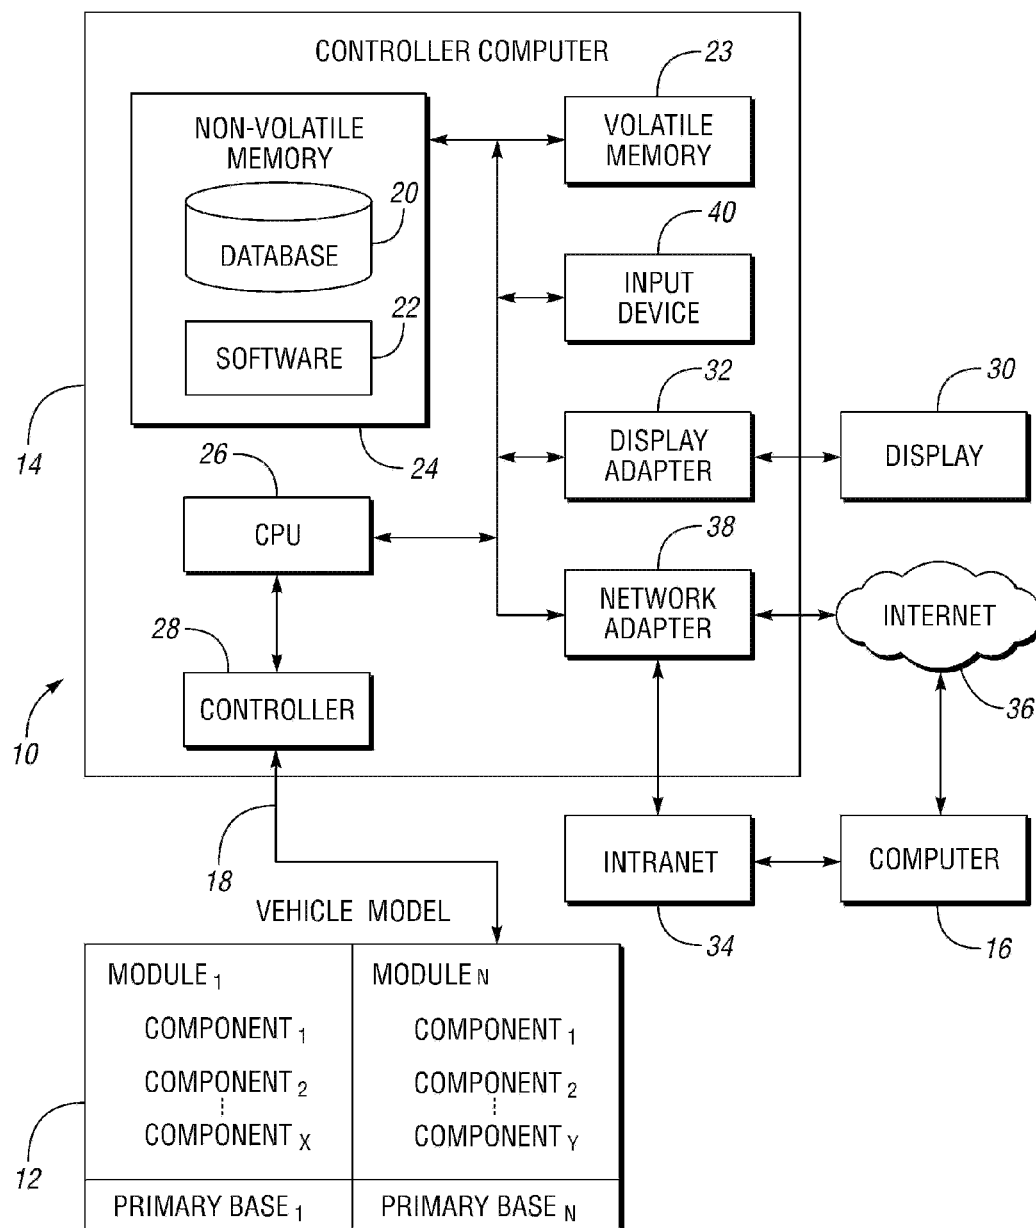 CONTROLLER COMPUTER
23
NON-VOLATILE
MEMORY
VOLATILE
MEMORY
20
DATABASE
40
INPUT
DEVICE
22
SOFTWARE
32
30
14
24
DISPLAY
ADAPTER
DISPLAY
26
CPU
38
NETWORK
ADAPTER
INTERNET
28
CONTROLLER
36
10
18
INTRANET
COMPUTER
34
16
VEHICLE MODEL
MODULE 1
MODULE N
COMPONENT 1
COMPONENT 1
COMPONENT 2
COMPONENT 2
COMPONENT X
COMPONENT Y
12
PRIMARY BASE 1
PRIMARY BASE N